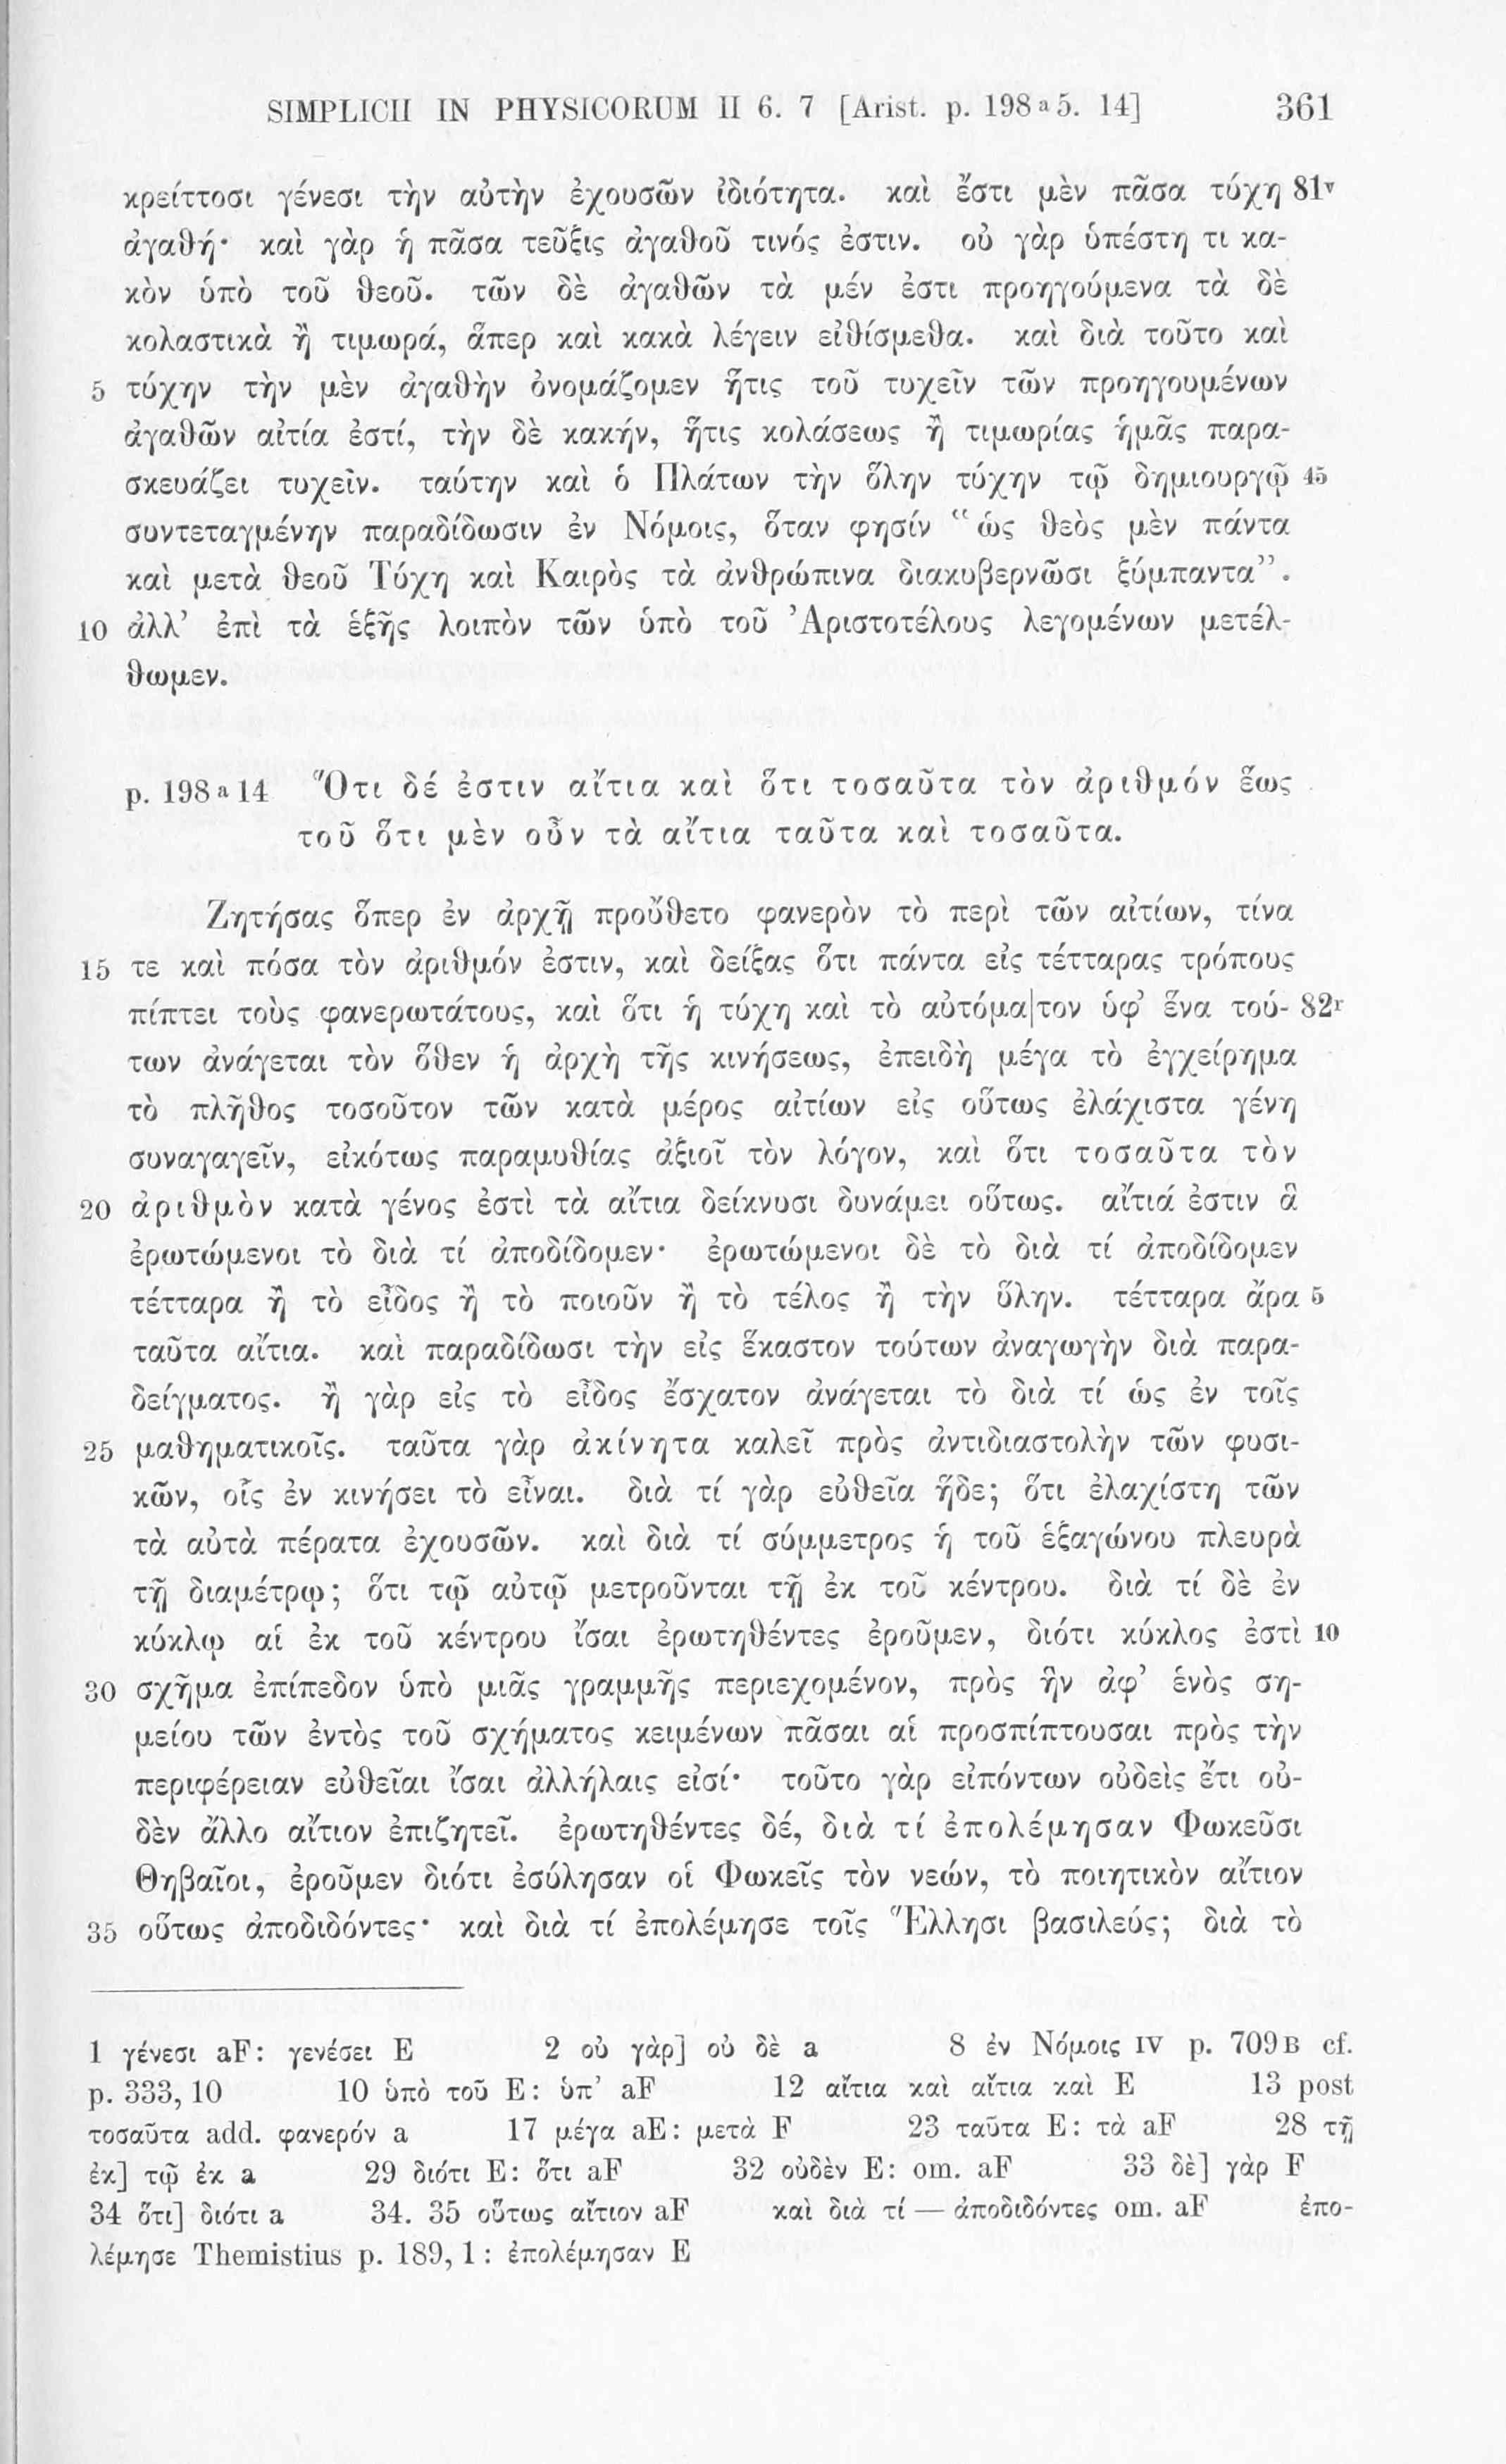 SIMPLICII IN PHYSICORUM II 6. 7 [Arist. p. 198 a 5. 14] 361
κρείττοσι γένεσι τὴν αὐτὴν ἐχουσῶν ἰδιότητα. καὶ ἔστι μὲν πᾶσα τύχη 81v
ἀγαθή· καὶ γὰρ ἡ πᾶσα τεῦξις ἀγαθοῦ τινός ἐστιν. οὐ γὰρ ὑπέστη τι κα-
κὸν ὑπὸ τοῦ θεοῦ. τῶν δὲ ἀγαθῶν τὰ μέν ἐστι προηγούμενα τὰ δὲ
κολαστικὰ ἢ τιμωρά, ἅπερ καὶ κακὰ λέγειν εἰθίσμεθα. καὶ διὰ τοῦτο καὶ
5 τύχην τὴν μὲν ἀγαθὴν ὀνομάζομεν ἥτις τοῦ τυχεῖν τῶν προηγουμένων
ἀγαθῶν αἰτία ἐστί, τὴν δὲ κακήν, ἥτις κολάσεως ἢ τιμωρίας ἡμᾶς παρα-
σκευάζει τυχεῖν. ταύτην καὶ ὁ Πλάτων τὴν ὅλην τύχην τῷ δημιουργῷ 45
συντεταγμένην παραδίδωσιν ἐν Νόμοις, ὅταν φησίν “ὡς θεὸς μὲν πάντα
καὶ μετὰ θεοῦ Τύχη καὶ Καιρὸς τὰ ἀνθρώπινα διακυβερνῶσι ξύμπαντα”.
10 ἀλλ’ ἐπὶ τὰ ἑξῆς λοιπὸν τῶν ὑπὸ τοῦ Ἀριστοτέλους λεγομένων μετέλ-
θωμεν.
p. 198 a 14 Ὅτι δέ ἐστιν αἴτια καὶ ὅτι τοσαῦτα τὸν ἀριθμόν ἕως
τοῦ ὅτι μὲν οὖν τὰ αἴτια ταῦτα καὶ τοσαῦτα.
Ζητήσας ὅπερ ἐν ἀρχῇ προὔθετο φανερὸν τὸ περὶ τῶν αἰτίων, τίνα
15 τε καὶ πόσα τὸν ἀριθμόν ἐστιν, καὶ δείξας ὅτι πάντα εἰς τέτταρας τρόπους
πίπτει τοὺς φανερωτάτους, καὶ ὅτι ἡ τύχη καὶ τὸ αὐτόμα|τον ὑφ’ ἕνα τού- 82r
των ἀνάγεται τὸν ὅθεν ἡ ἀρχὴ τῆς κινήσεως, ἐπειδὴ μέγα τὸ ἐγχείρημα
τὸ πλῆθος τοσοῦτον τῶν κατὰ μέρος αἰτίων εἰς οὕτως ἐλάχιστα γένη
συναγαγεῖν, εἰκότως παραμυθίας ἀξιοῖ τὸν λόγον, καὶ ὅτι τοσαῦτα τὸν
20 ἀριθμὸν κατὰ γένος ἐστὶ τὰ αἴτια δείκνυσι δυνάμει οὕτως. αἴτιά ἐστιν ἃ
ἐρωτώμενοι τὸ διὰ τί ἀποδίδομεν· ἐρωτώμενοι δὲ τὸ διὰ τί ἀποδίδομεν
τέτταρα ἢ τὸ εἶδος ἢ τὸ ποιοῦν ἢ τὸ τέλος ἢ τὴν ὕλην. τέτταρα ἄρα 5
ταῦτα αἴτια. καὶ παραδίδωσι τὴν εἰς ἕκαστον τούτων ἀναγωγὴν διὰ παρα-
δείγματος. ἢ γὰρ εἰς τὸ εἶδος ἔσχατον ἀνάγεται τὸ διὰ τί ὡς ἐν τοῖς
25 μαθηματικοῖς. ταῦτα γὰρ ἀκίνητα καλεῖ πρὸς ἀντιδιαστολὴν τῶν φυσι-
κῶν, οἷς ἐν κινήσει τὸ εἶναι. διὰ τί γὰρ εὐθεῖα ἥδε; ὅτι ἐλαχίστη τῶν
τὰ αὐτὰ πέρατα ἐχουσῶν. καὶ διὰ τί σύμμετρος ἡ τοῦ ἑξαγώνου πλευρὰ
τῇ διαμέτρῳ; ὅτι τῷ αὐτῷ μετροῦνται τῇ ἐκ τοῦ κέντρου. διὰ τί δὲ ἐν
κύκλῳ αἱ ἐκ τοῦ κέντρου ἴσαι ἐρωτηθέντες ἐροῦμεν, διότι κύκλος ἐστὶ 10
30 σχῆμα ἐπίπεδον ὑπὸ μιᾶς γραμμῆς περιεχομένον, πρὸς ἣν ἀφ’ ἑνὸς ση-
μείου τῶν ἐντὸς τοῦ σχήματος κειμένων πᾶσαι αἱ προσπίπτουσαι πρὸς τὴν
περιφέρειαν εὐθεῖαι ἴσαι ἀλλήλαις εἰσί· τοῦτο γὰρ εἰπόντων οὐδεὶς ἔτι οὐ-
δὲν ἄλλο αἴτιον ἐπιζητεῖ. ἐρωτηθέντες δέ, διὰ τί ἐπολέμησαν Φωκεῦσι
Θηβαῖοι, ἐροῦμεν διότι ἐσύλησαν οἱ Φωκεῖς τὸν νεών, τὸ ποιητικὸν αἴτιον
35 οὕτως ἀποδιδόντες· καὶ διὰ τί ἐπολέμησε τοῖς Ἕλλησι βασιλεύς; διὰ τὸ
1 γένεσι aF: γενέσει E 2 οὐ γὰρ] οὐ δὲ a 8 ἐν Νόμοις IV p. 709 B cf.
p. 333, 10 10 ὑπὸ τοῦ E: ὑπ’ aF 12 αἴτια καὶ αἴτια καὶ E 13 post
τοσαῦτα add. φανερόν a 17 μέγα aE: μετὰ F 23 ταῦτα E: τὰ aF 28 τῇ
ἐκ] τῷ ἐκ a 29 διότι E: ὅτι aF 32 οὐδὲν E: om. aF 33 δὲ] γὰρ F
34 ὅτι] διότι a 34. 35 οὕτως αἴτιον aF καὶ διὰ τί — ἀποδιδόντες om. aF ἐπο-
λέμησε Themistius p. 189, 1: ἐπολέμησαν E